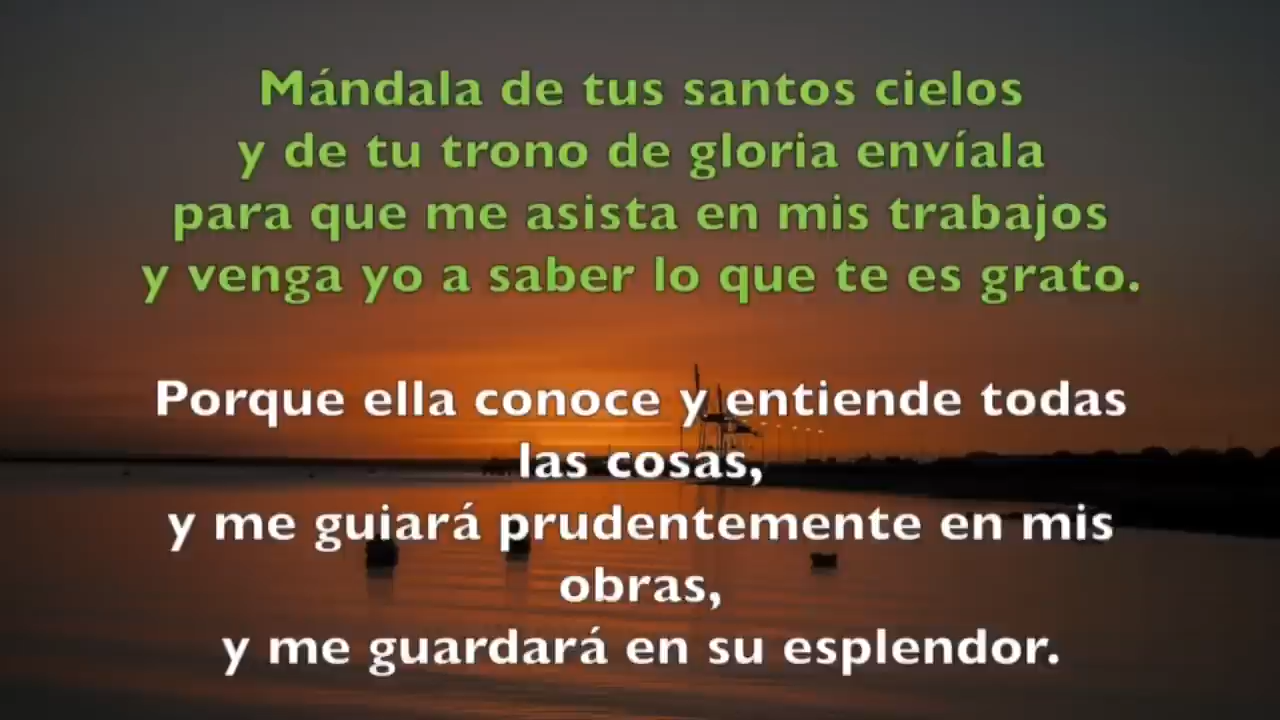 Mándala de tus santos cielos
y de tu trono de gloria envíala
para que me asista en mis trabajos
y venga yo a saber lo que te es grato.
Porque ella conoce y entiende todas
las cosas,
y me guiará prudentemente en mis
obras,
y me guardará en su esplendor.